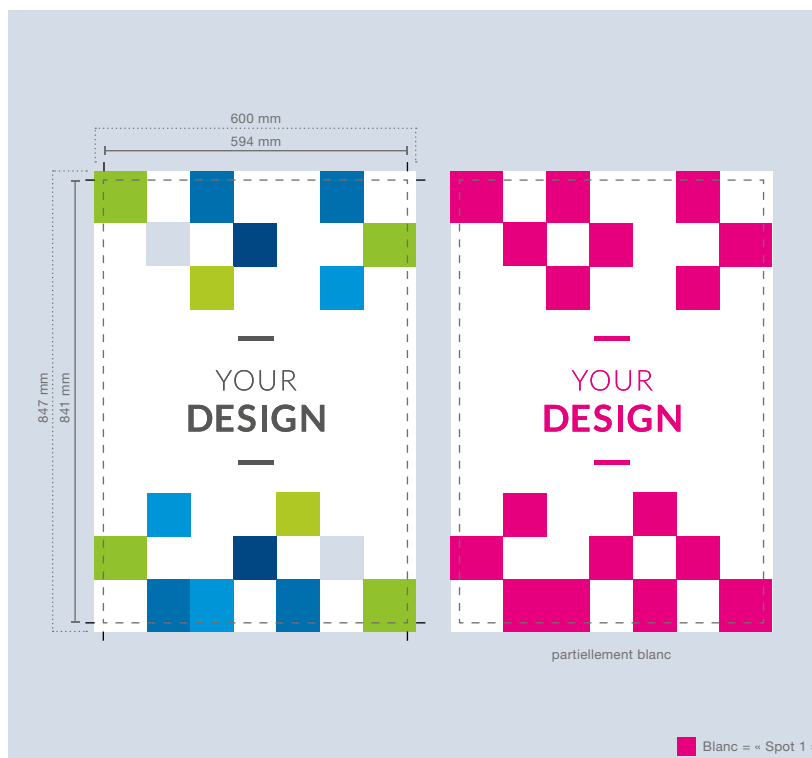 600 mm
594 mm
847 mm
841 mm
YOUR
DESIGN
YOUR
DESIGN
partiellement blanc
Blanc = « Spot 1 »